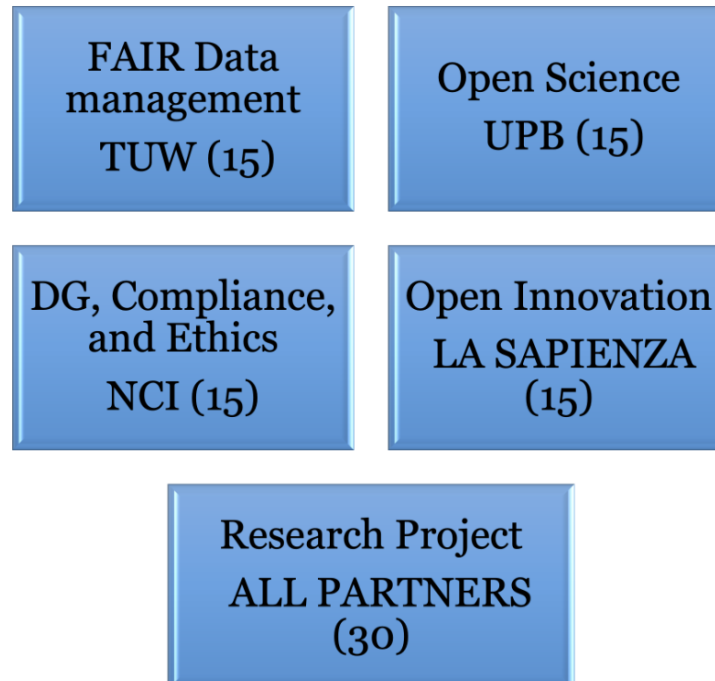 FAIR Data
management
TUW (15)
Open Science
UPB (15)
DG, Compliance,
and Ethics
NCI (15)
Open Innovation
LA SAPIENZA
(15)
Research Project
ALL PARTNERS
(30)